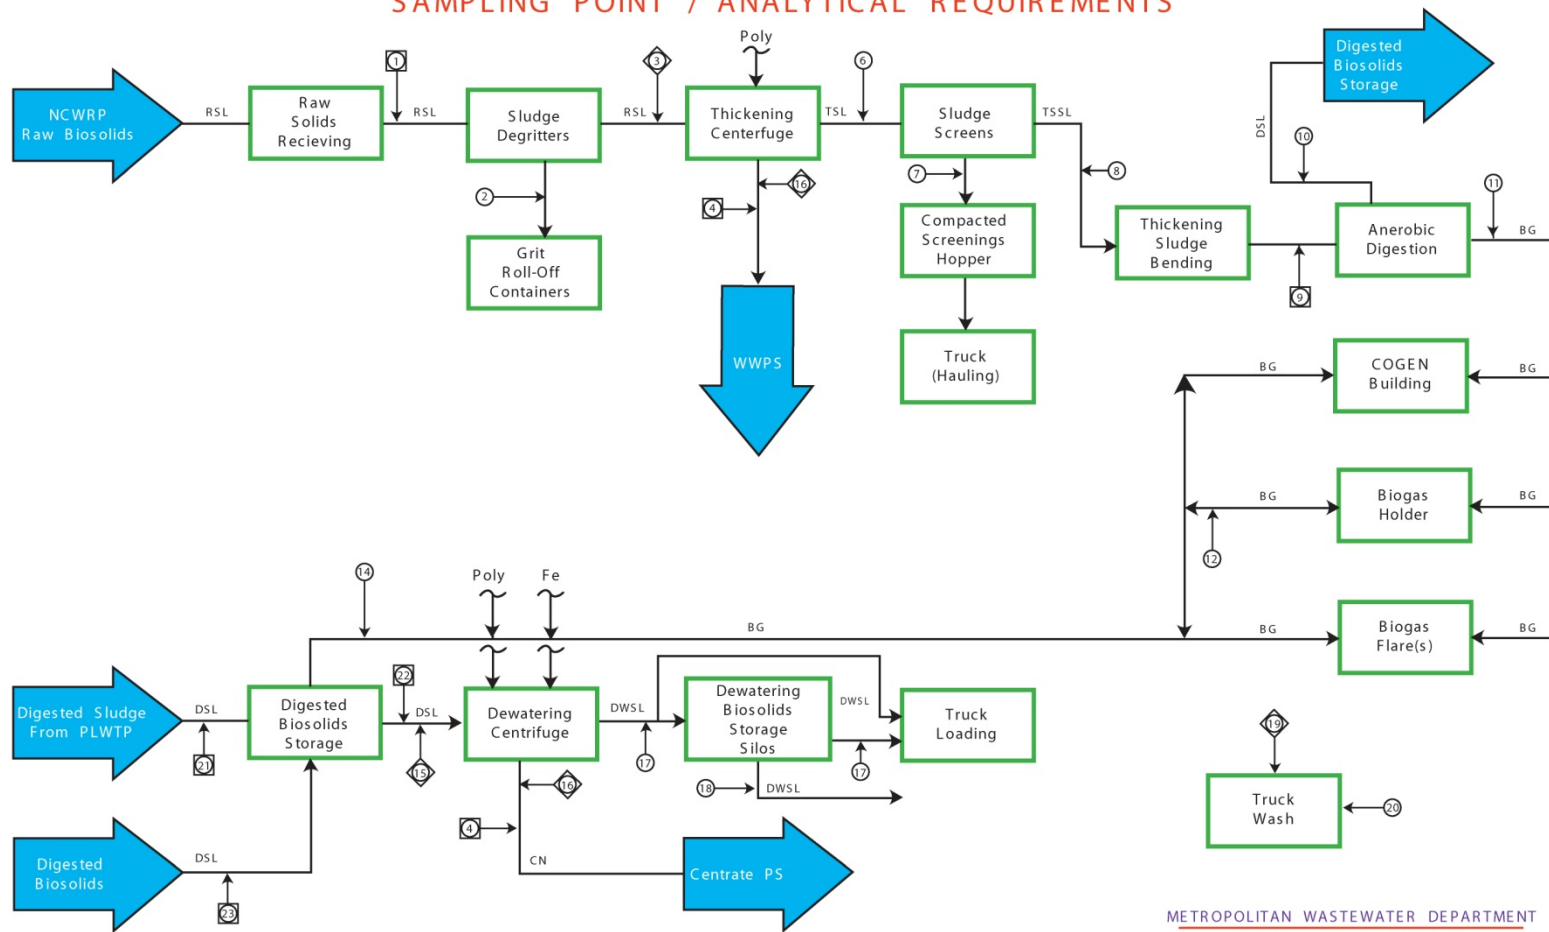 SAMPLING POINT / ANALYTICAL REQUIREMENTS
NCWRP
Raw Biosolids
RSL
Raw
Solids
Recieving
1
RSL
Sludge
Degritters
2
Grit
Roll-Off
Containers
RSL
3
Poly
Thickening
Centerfuge
16
4
WWPS
TSL
6
Sludge
Screens
7
Compacted
Screenings
Hopper
Truck
(Hauling)
TSSL
8
Thickening
Sludge
Bending
9
Anerobic
Digestion
10
DSL
Digested
Biosolids
Storage
11
BG
BG
COGEN
Building
BG
BG
Biogas
Holder
BG
12
BG
Biogas
Flare(s)
BG
14
Poly
Fe
BG
Digested Sludge
From PLWTP
DSL
21
Digested
Biosolids
Storage
22
DSL
15
Dewatering
Centrifuge
DWSL
17
Dewatering
Biosolids
Storage
Silos
DWSL
17
Truck
Loading
18
DWSL
16
4
CN
Centrate PS
Digested
Biosolids
DSL
23
19
Truck
Wash
20
METROPOLITAN WASTEWATER DEPARTMENT